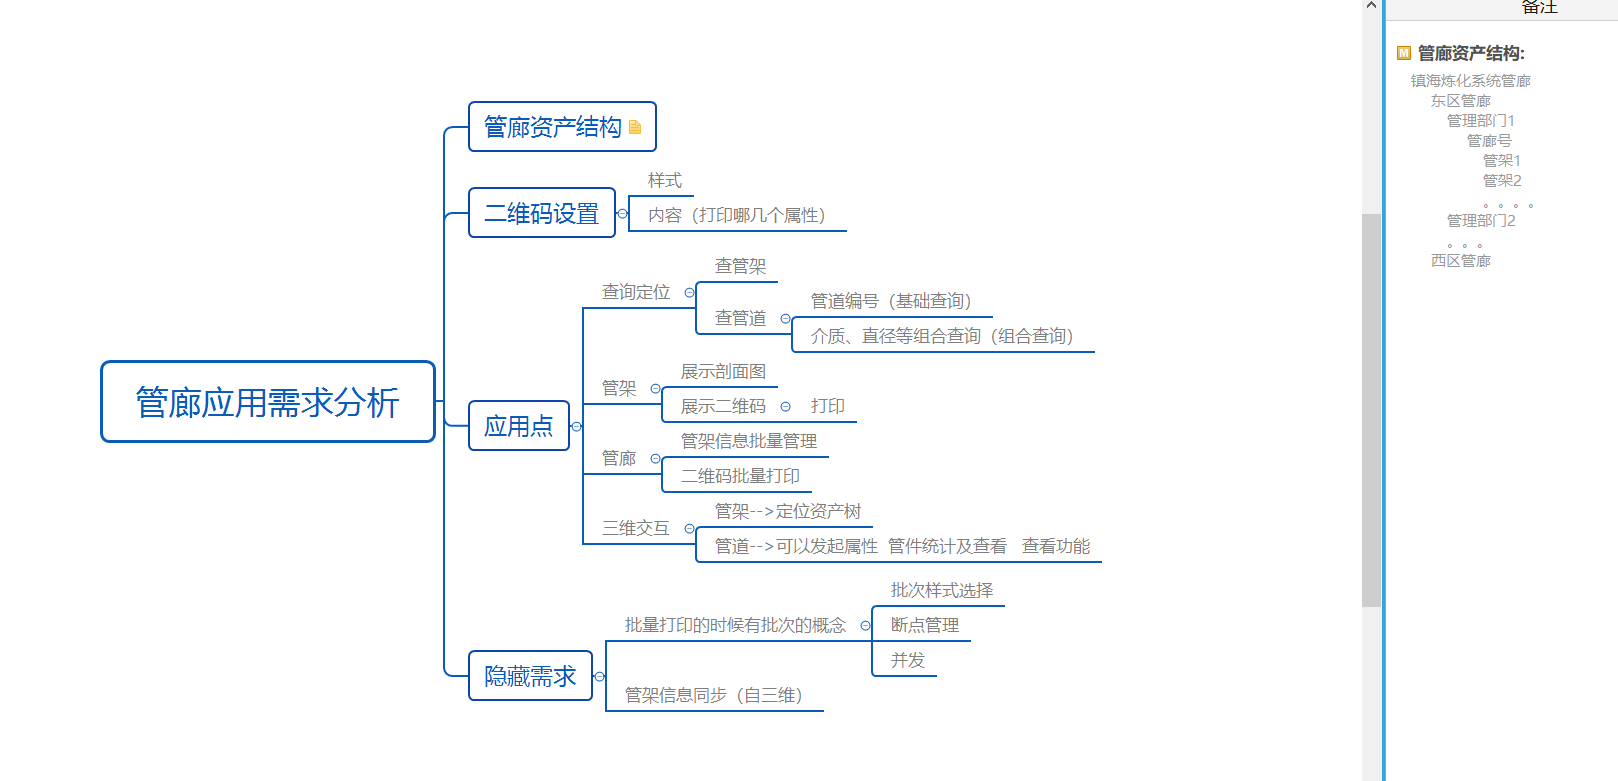 管廊应用需求分析
管廊资产结构
二维码设置
样式
内容（打印哪几个属性）
应用点
查询定位
查管架
查管道
管道编号（基础查询）
介质、直径等组合查询（组合查询）
管架
展示剖面图
展示二维码
打印
管廊
管架信息批量管理
二维码批量打印
三维交互
管架-->定位资产树
管道-->可以发起属性 管件统计及查看 查看功能
隐藏需求
批量打印的时候有批次的概念
批次样式选择
断点管理
并发
管架信息同步（自三维）
备注
M 管廊资产结构:
镇海炼化系统管廊
东区管廊
管理部门1
管廊号
管架1
管架2
。。。。
管理部门2
。。。
西区管廊